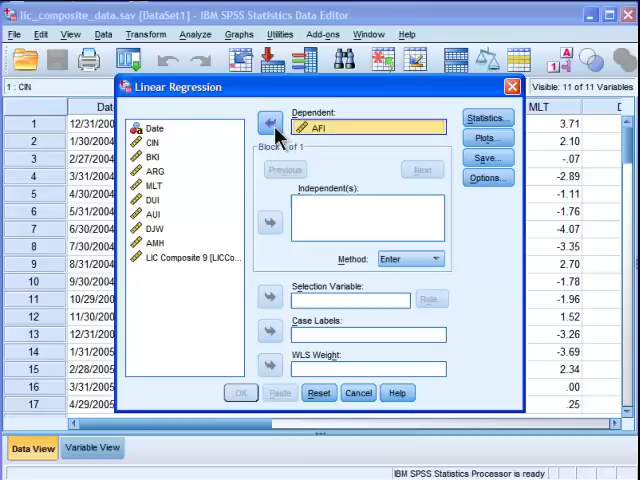 lic_composite_data.sav [DataSet1] - IBM SPSS Statistics Data Editor
File Edit View Data Transform Analyze Graphs Utilities Add-ons Window Help
1 : CIN
Visible: 11 of 11 Variables
Linear Regression
Date
CIN
BKI
ARG
MLT
DUI
AUI
DJW
AMH
LIC Composite 9 [LICCo...
Dependent:
AFI
Block 1 of 1
Previous
Next
Independent(s):
Method: Enter
Selection Variable:
Rule...
Case Labels:
WLS Weight:
Statistics...
Plots...
Save...
Options...
OK Paste Reset Cancel Help
Dat
MLT
1 12/31/200 3.71
2 1/30/2004 2.10
3 2/27/2004 -.07
4 3/31/2004 -2.89
5 4/30/2004 -1.11
6 5/31/2004 -1.76
7 6/30/2004 -4.07
8 7/30/2004 -3.35
9 8/31/2004 2.70
10 9/30/2004 -1.78
11 10/29/200 -1.96
12 11/30/200 1.52
13 12/31/200 -3.26
14 1/31/2005 -3.69
15 2/28/2005 2.34
16 3/31/2005 .00
17 4/29/2005 .25
Data View Variable View
IBM SPSS Statistics Processor is ready